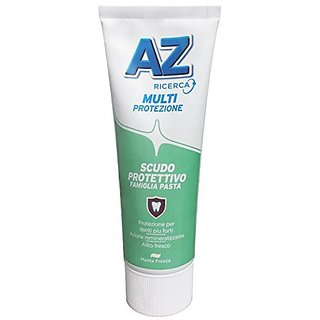 AZ
RICERCA
MULTI
PROTEZIONE
SCUDO
PROTETTIVO
FAMIGLIA PASTA
Protezione per
denti più forti
Azione remineralizzante
Alito fresco
Menta Fresca